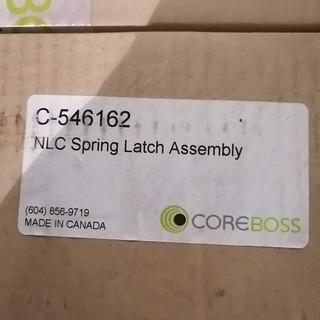 C-546162
NLC Spring Latch Assembly
(604) 856-9719
MADE IN CANADA
COREBOSS